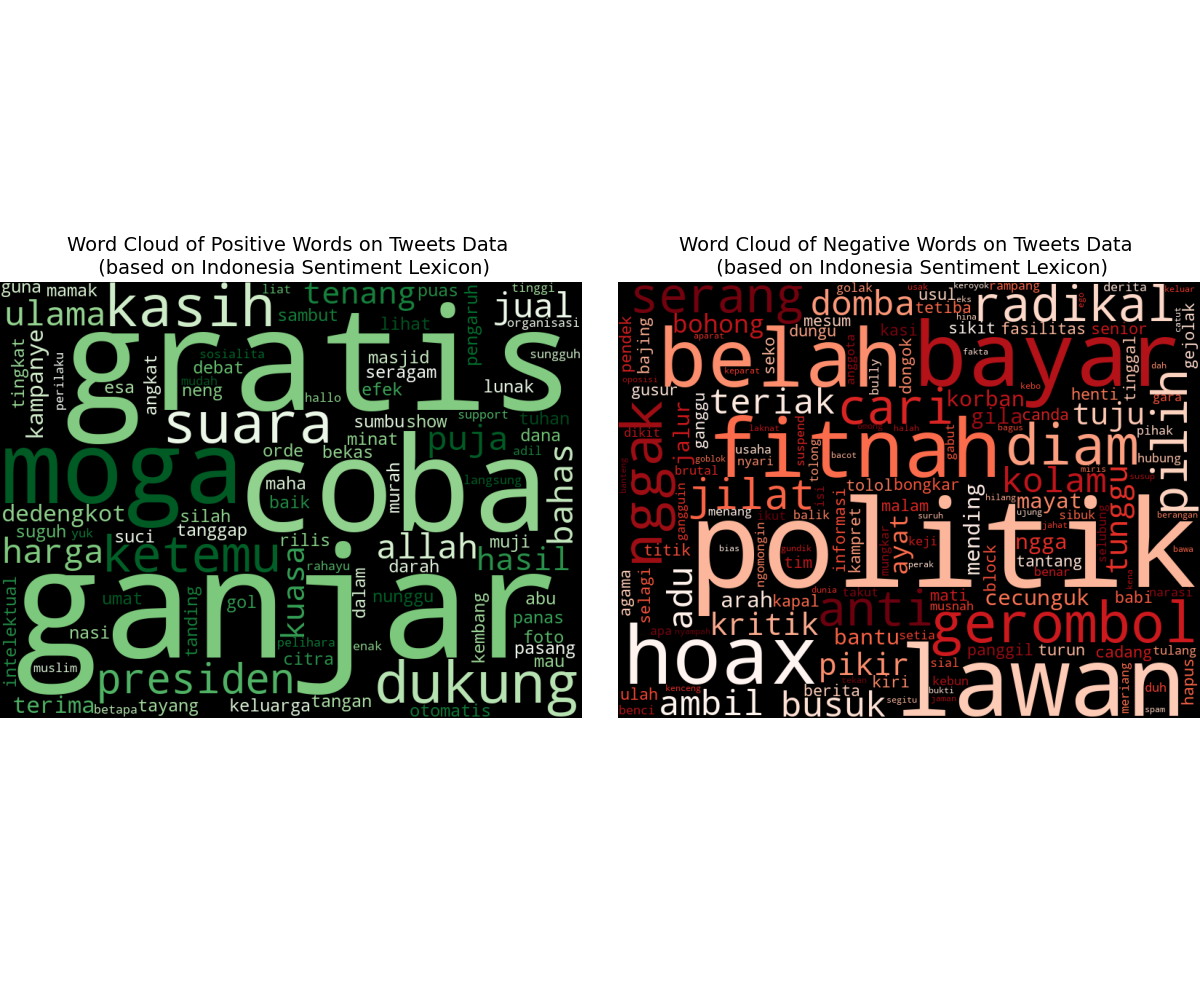 Word Cloud of Positive Words on Tweets Data
(based on Indonesia Sentiment Lexicon)
guna
mamak
kasih
liat
tenang
puas
pengaruh
tinggi
jual
organisasi
ulama
sambut
lihat
sungguh
tingkat
kampanye
perilaku
gratis
sosialita
debat
mudah
neng
esa
angkat
hallo
masjid
seragam
efek
lunak
suara
sumbu
show
support
tuhan
minat
puja
dana
adil
moga
orde
bekas
coba
maha
baik
murah
langsung
bahas
dedengkot
silah
suguh
yuk
suci
tanggap
harga
ketemu
rilis
allah
muji
hasil
kuasa
rahayu
darah
dalam
intelektual
umat
tanding
gol
nunggu
kembang
abu
panas
ganjar
nasi
pelihara
enak
foto
pasang
citra
mau
muslim
presiden
dukung
terima
betapa
tayang
keluarga
tangan
otomatis
Word Cloud of Negative Words on Tweets Data
(based on Indonesia Sentiment Lexicon)
serang
golak
usak
keroyok
rampang
derita
keluar
domba
usul
tetiba
eks
radikal
ego
catut
pendek
bajing
bohong
mesum
dungu
kasi
hina
sikit
fasilitas
senior
gejolak
aparat
belah
seko
anggota
bully
dongok
bayar
fakta
tinggal
dah
oposisi
keparat
kebo
gusur
teriak
cari
korban
henti
gara
ganggu
gila
canda
tuju
pilih
nggak
dikit
jalur
laknat
fitnah
suspend
halah
gabut
bagus
diam
pihak
usaha
nyari
tolong
bacot
hubung
goblok
brutal
jilat
isi
tolol
bongkar
kolam
miris
susup
tunggu
gangguin
menang
ikut
balik
informasi
kampret
malam
ayat
suruh
mending
hilang
mayat
ujung
sibuk
jahat
berangan
selubung
politik
titik
bias
ngomongin
gundik
tim
mungkar
keji
perak
block
ngga
tantang
benar
bawa
kena
agama
selagi
adu
arah
kapal
dunia
takut
anti
mati
musnah
cecunguk
babi
narasi
apa
kritik
bantu
setia
gerombol
hoax
panggil
turun
cadang
tulang
pikir
kiri
sial
kebun
lawan
meriang
duh
hapus
ulah
kenceng
benci
ambil
berita
busuk
segitu
bukti
jaman
spam